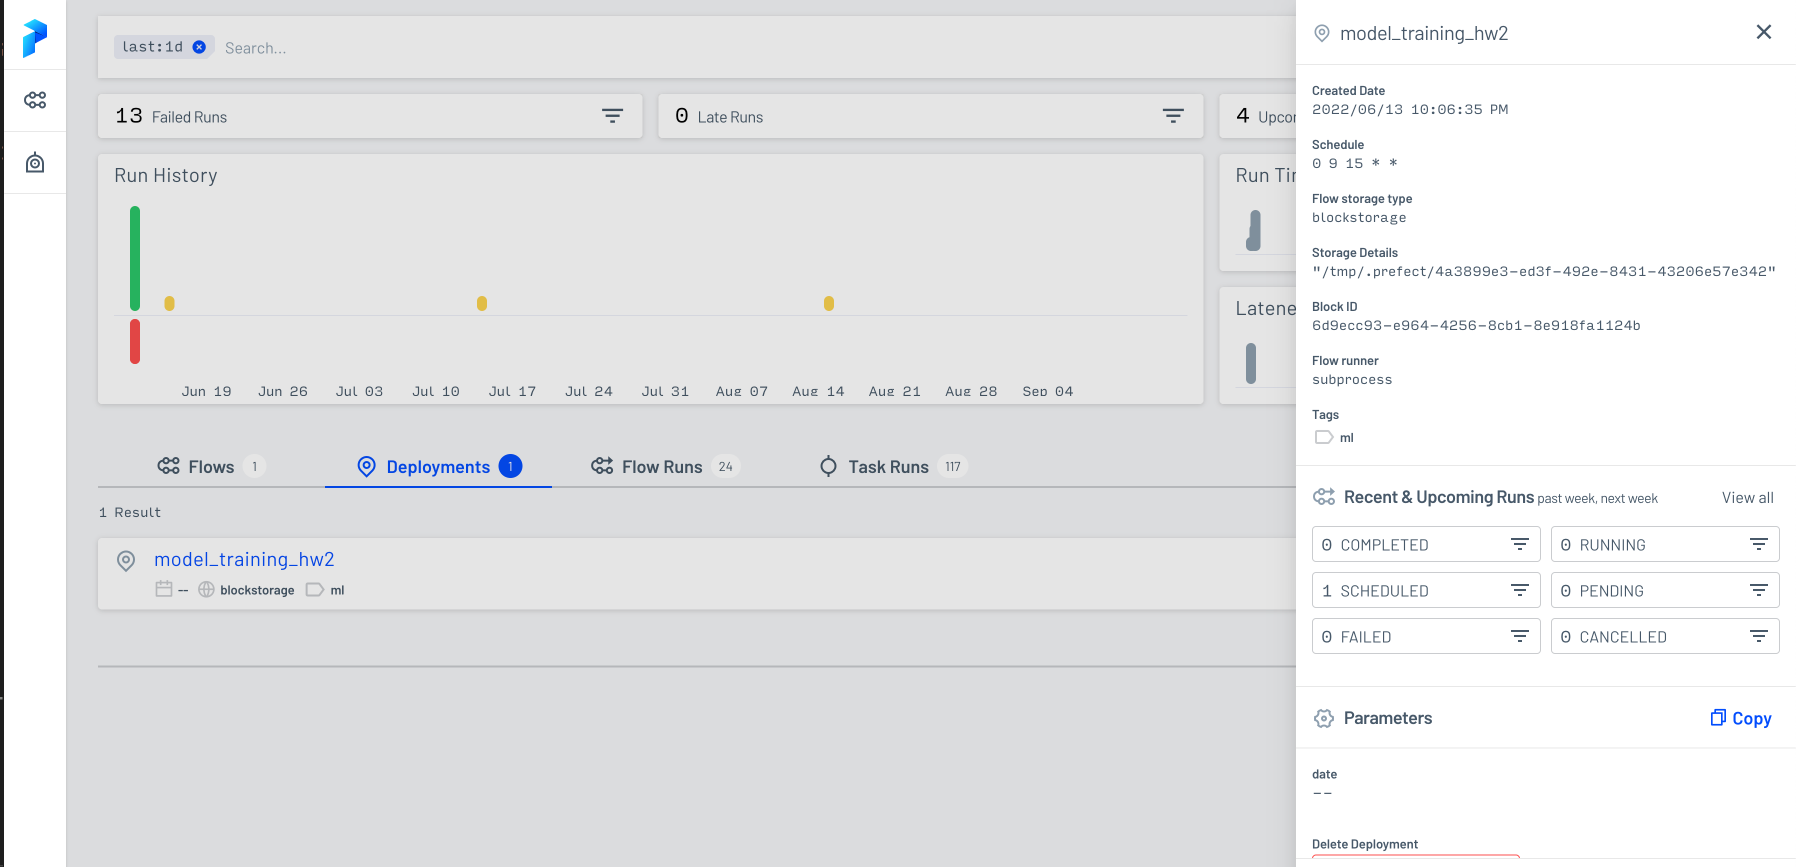 last:1d Search...
13 Failed Runs
0 Late Runs
4
Run History
Jun 19 Jun 26 Jul 03 Jul 10 Jul 17 Jul 24 Jul 31 Aug 07 Aug 14 Aug 21 Aug 28 Sep 04
Run
Flows 1
Deployments 1
Flow Runs 24
Task Runs 117
1 Result
model_training_hw2
-- blockstorage ml
model_training_hw2
Created Date
2022/06/13 10:06:35 PM
Schedule
0 9 15 * *
Flow storage type
blockstorage
Storage Details
"/tmp/.prefect/4a3899e3-ed3f-492e-8431-43206e57e342"
Block ID
6d9ecc93-e964-4256-8cb1-8e918fa1124b
Flow runner
subprocess
Tags
ml
Recent & Upcoming Runs past week, next week View all
0 COMPLETED
0 RUNNING
1 SCHEDULED
0 PENDING
0 FAILED
0 CANCELLED
Parameters Copy
date
--
Delete Deployment